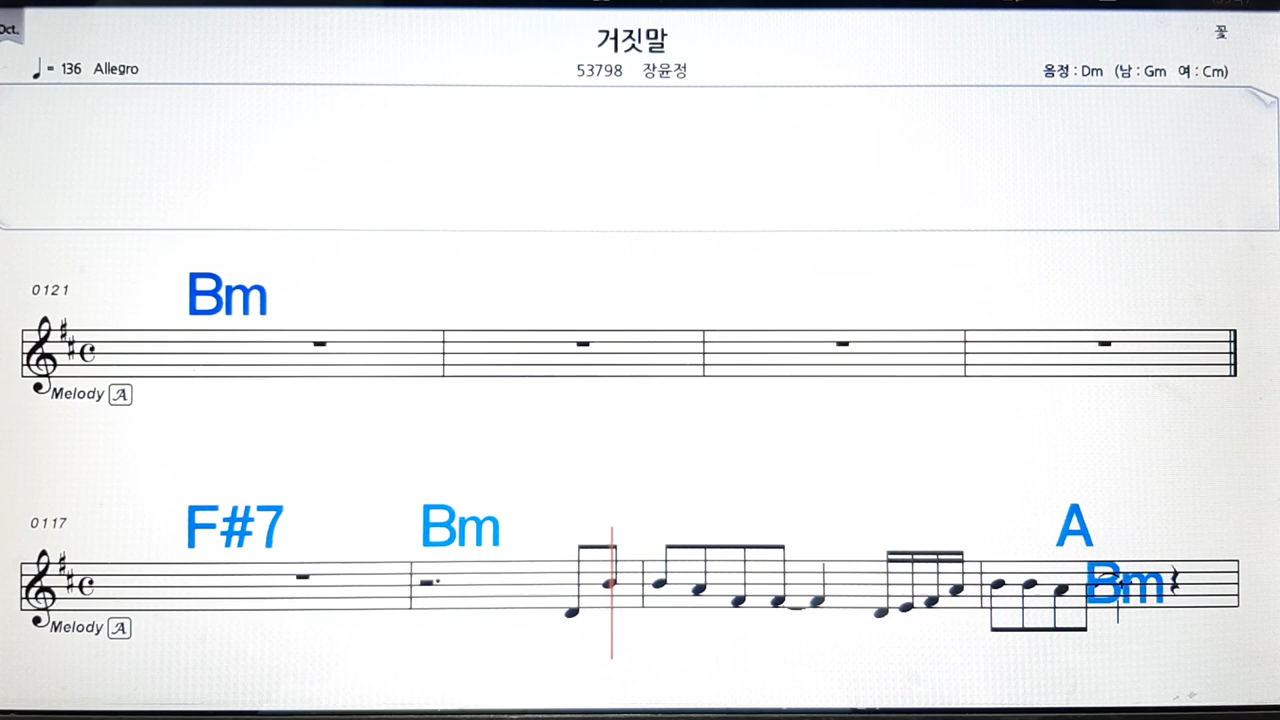 Oct.
거짓말
꽃
♩= 136 Allegro
53798 장윤정
음정 : Dm (남 : Gm 여 : Cm)
0121
Bm
Melody A
0117
F#7 Bm A
Bm
Melody A